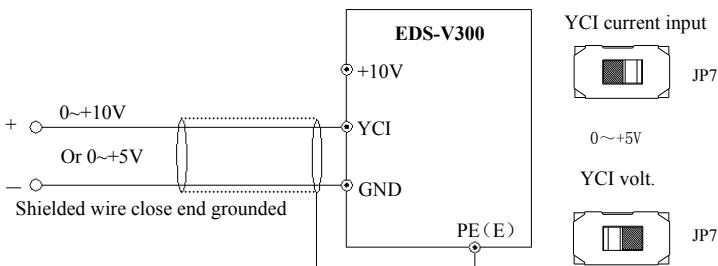 EDS-V300
+10V
0~+10V
+
YCI
Or 0~+5V
—
GND
Shielded wire close end grounded
PE（E）
YCI current input
JP7
0～+5V
YCI volt.
JP7